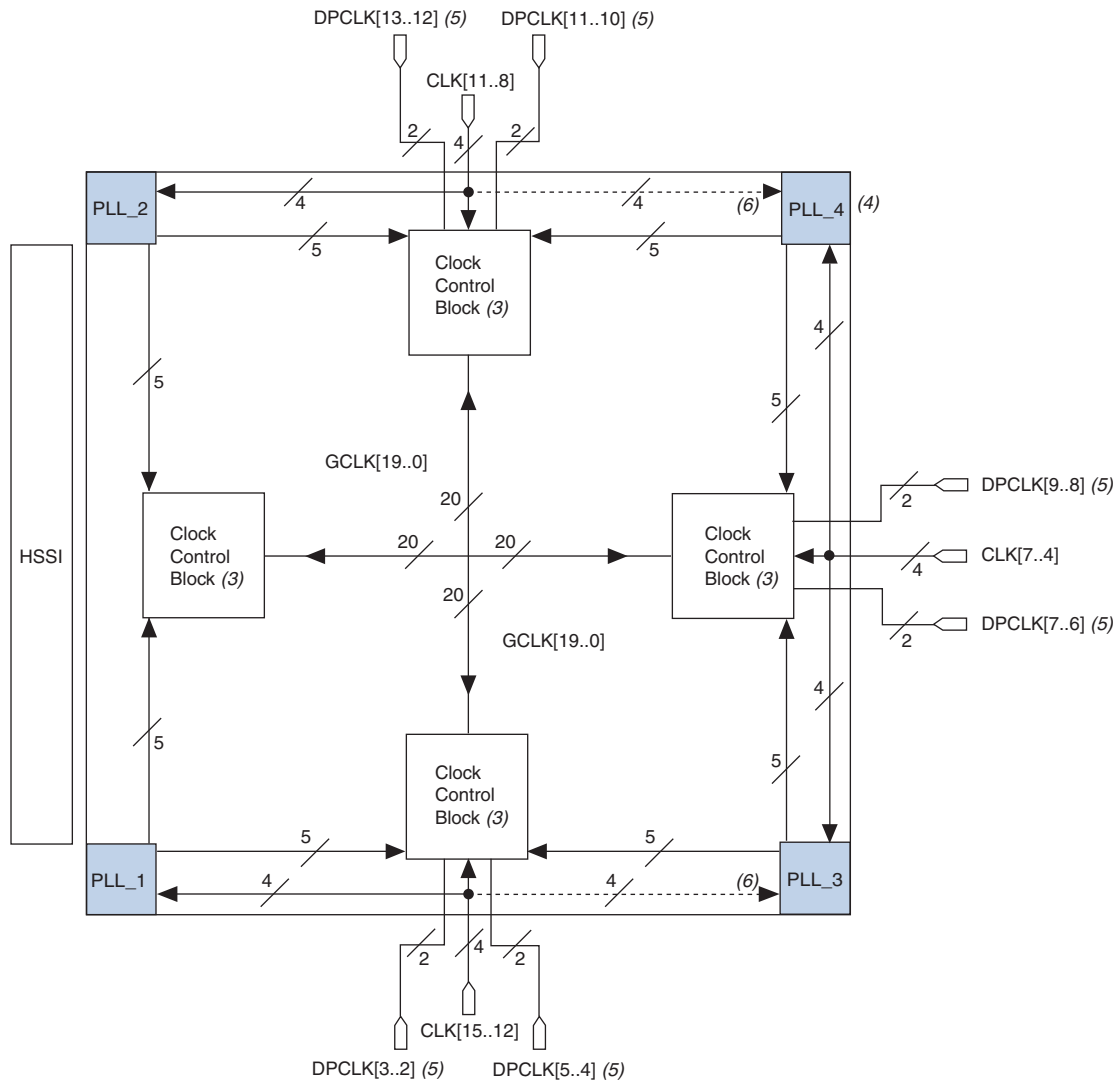 DPCLK[13..12] (5)
DPCLK[11..10] (5)
CLK[11..8]
2
4
2
PLL_2
4
4
(6)
PLL_4
(4)
5
5
Clock
Control
Block (3)
4
5
5
GCLK[19..0]
20
DPCLK[9..8] (5)
2
HSSI
Clock
Control
Block (3)
20
20
Clock
Control
Block (3)
CLK[7..4]
4
20
DPCLK[7..6] (5)
2
GCLK[19..0]
4
5
5
Clock
Control
Block (3)
5
5
PLL_1
4
4
(6)
PLL_3
2
4
2
CLK[15..12]
DPCLK[3..2] (5)
DPCLK[5..4] (5)